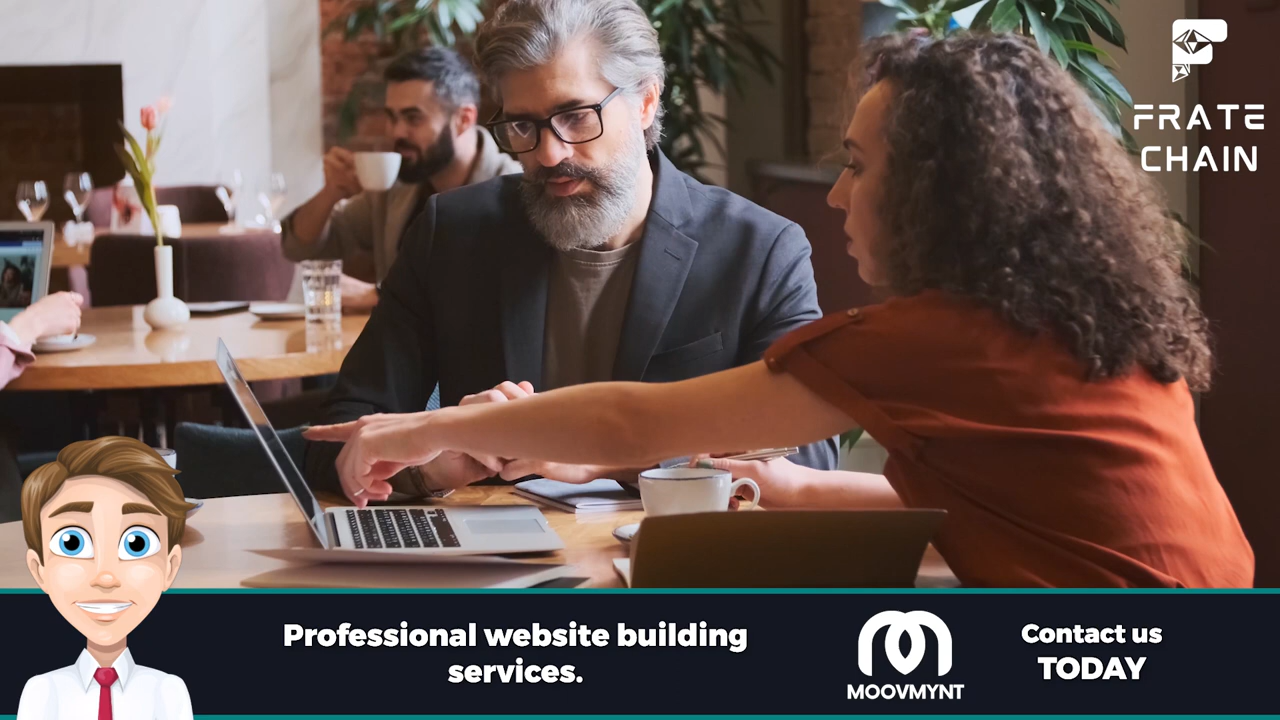 FRATE
CHAIN
Professional website building
services.
MOOVMYNT
Contact us
TODAY